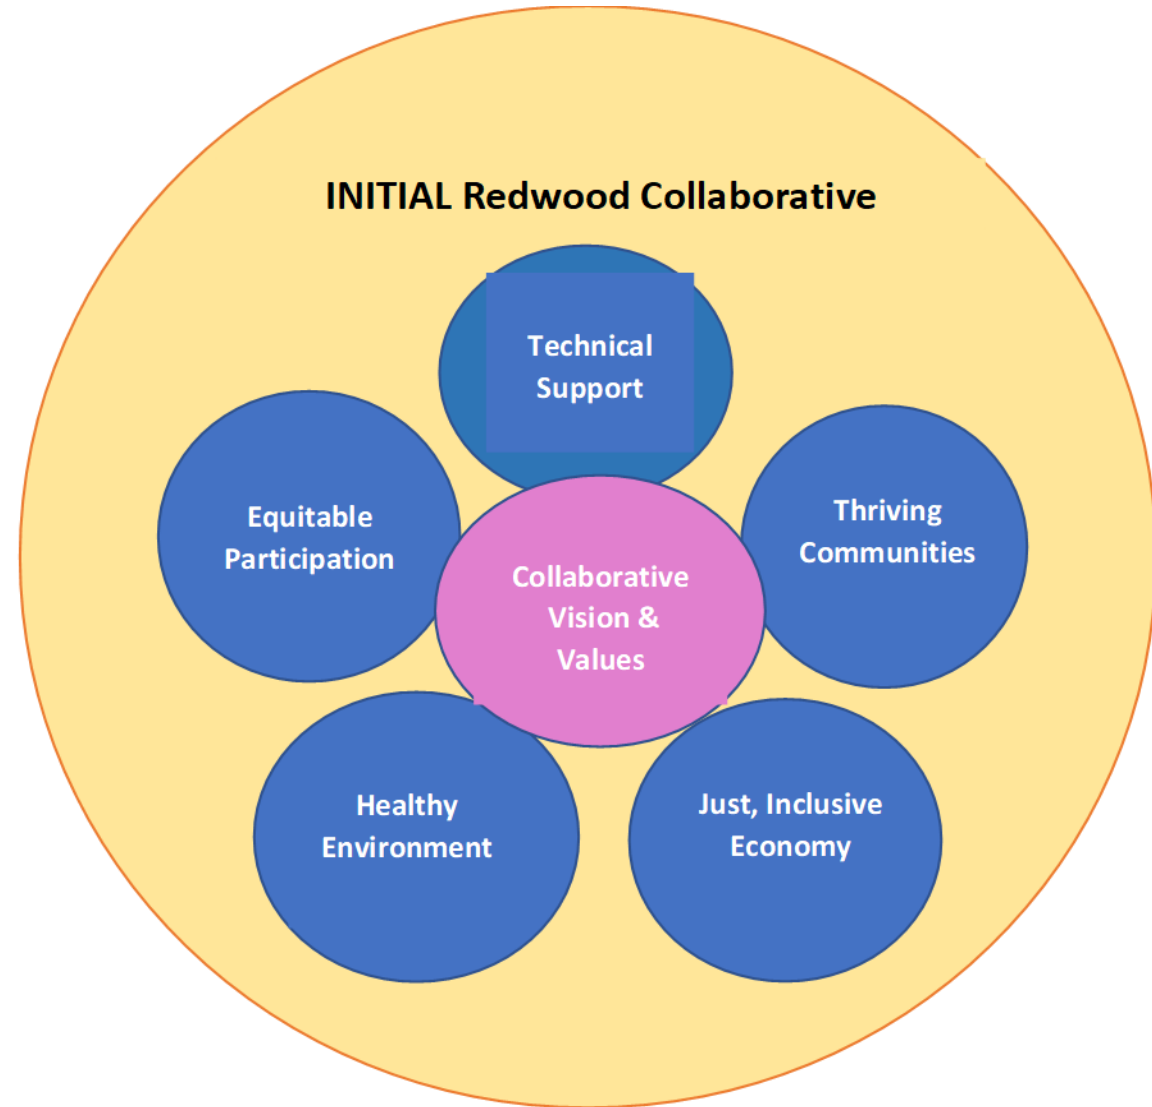 INITIAL Redwood Collaborative
Technical
Support
Equitable
Participation
Thriving
Communities
Collaborative
Vision &
Values
Healthy
Environment
Just, Inclusive
Economy